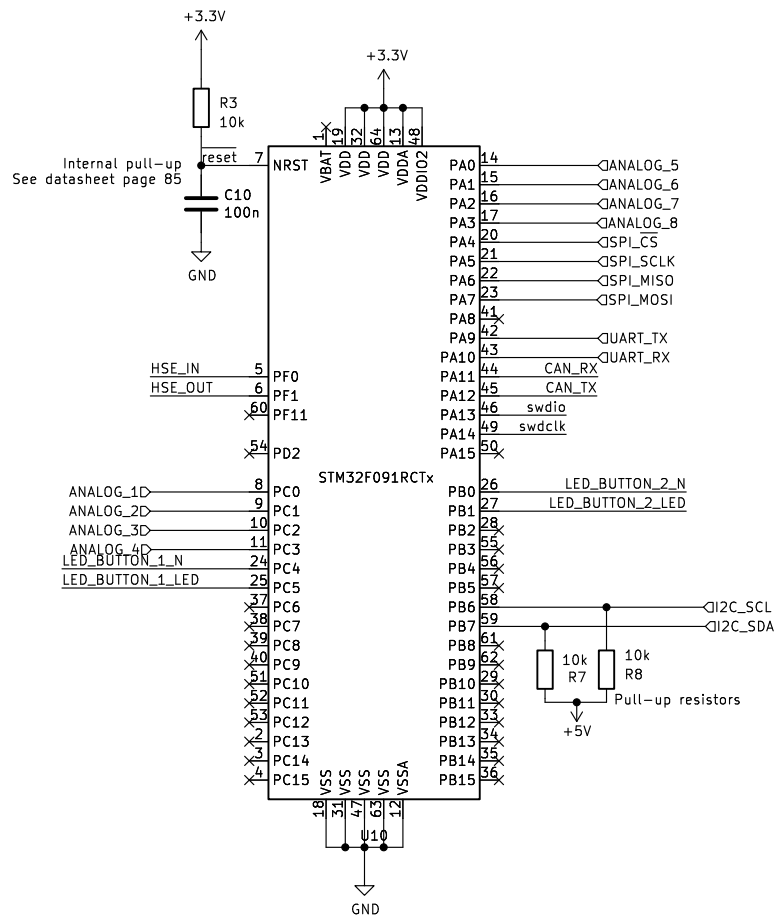 +3.3V
+3.3V
R3
10k
reset
Internal pull-up
See datasheet page 85
C10
100n
GND
1
19
32
64
13
48
VBAT
VDD
VDD
VDD
VDDA
VDDIO2
7 NRST
HSE_IN 5 PF0
HSE_OUT 6 PF1
60 PF11
54 PD2
ANALOG_1 8 PC0
ANALOG_2 9 PC1
ANALOG_3 10 PC2
ANALOG_4 11 PC3
LED_BUTTON_1_N 24 PC4
LED_BUTTON_1_LED 25 PC5
37 PC6
38 PC7
39 PC8
40 PC9
51 PC10
52 PC11
53 PC12
2 PC13
3 PC14
4 PC15
STM32F091RCTx
PA0 14 ANALOG_5
PA1 15 ANALOG_6
PA2 16 ANALOG_7
PA3 17 ANALOG_8
PA4 20 SPI_CS
PA5 21 SPI_SCLK
PA6 22 SPI_MISO
PA7 23 SPI_MOSI
PA8 41
PA9 42 UART_TX
PA10 43 UART_RX
PA11 44 CAN_RX
PA12 45 CAN_TX
PA13 46 swdio
PA14 49 swdclk
PA15 50
PB0 26 LED_BUTTON_2_N
PB1 27 LED_BUTTON_2_LED
PB2 28
PB3 55
PB4 56
PB5 57
PB6 58 I2C_SCL
PB7 59 I2C_SDA
PB8 61
PB9 62
PB10 29
PB11 30
PB12 33
PB13 34
PB14 35
PB15 36
10k
R7
10k
R8
Pull-up resistors
+5V
VSS
VSS
VSS
VSS
VSSA
18
31
47
63
12
U10
GND